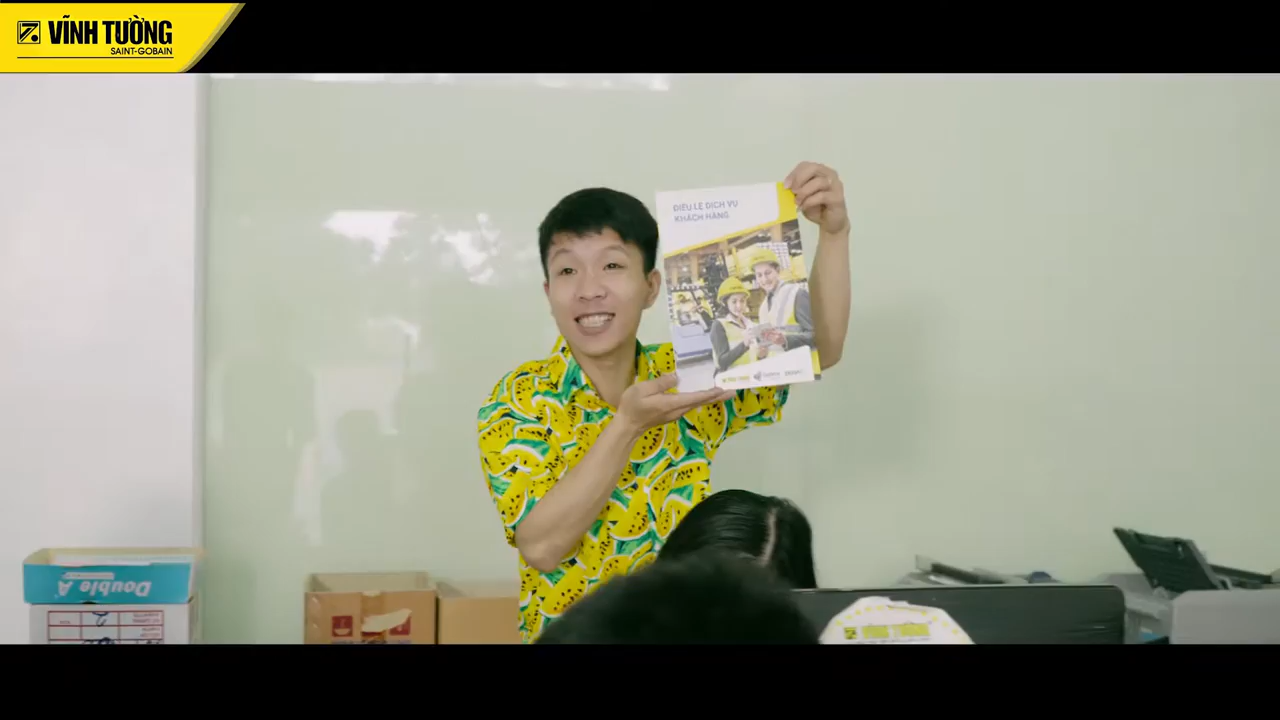 VĨNH TƯỜNG
SAINT-GOBAIN
ĐIỀU LỆ DỊCH VỤ
KHÁCH HÀNG
Double A
VĨNH TƯỜNG